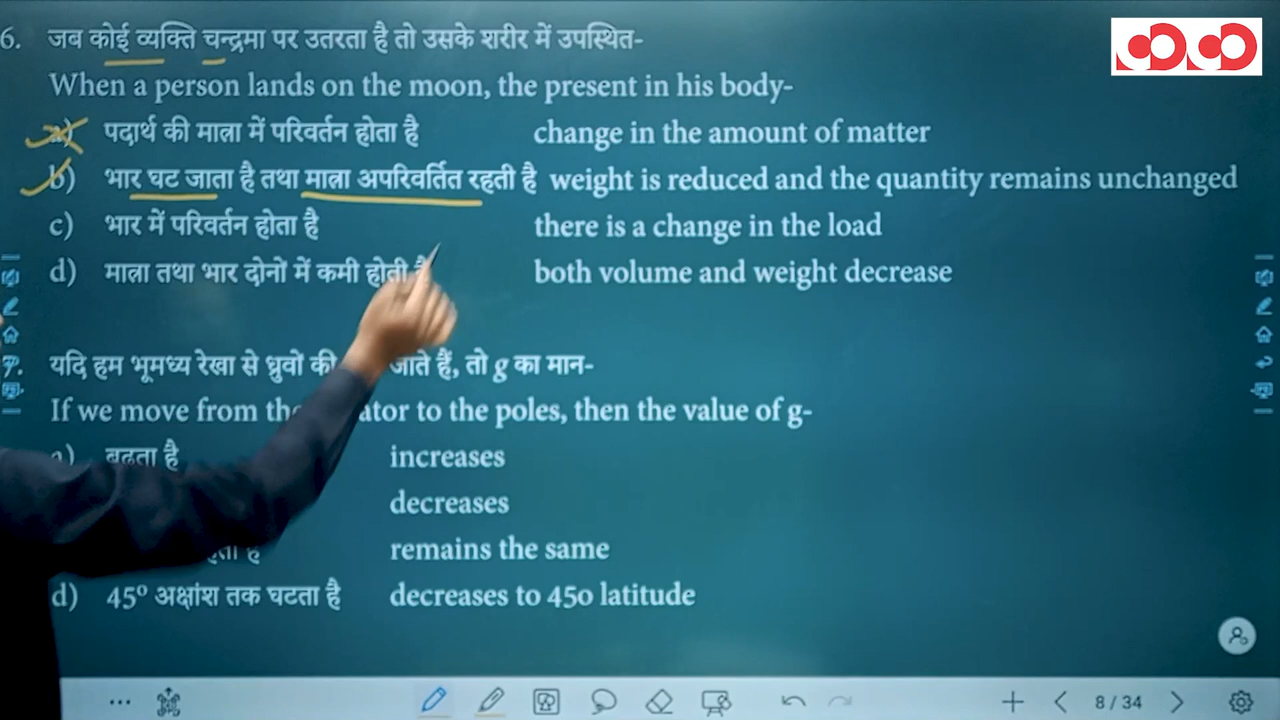 6. जब कोई व्यक्ति चन्द्रमा पर उतरता है तो उसके शरीर में उपस्थित-
When a person lands on the moon, the present in his body-
a) पदार्थ की मात्रा में परिवर्तन होता है change in the amount of matter
b) भार घट जाता है तथा मात्रा अपरिवर्तित रहती है weight is reduced and the quantity remains unchanged
c) भार में परिवर्तन होता है there is a change in the load
d) मात्रा तथा भार दोनों में कमी होती है both volume and weight decrease
7. यदि हम भूमध्य रेखा से ध्रुवों की जाते हैं, तो g का मान-
If we move from the to the poles, then the value of g-
a) बढ़ता है increases
decreases
है remains the same
d) 45º अक्षांश तक घटता है decreases to 45o latitude
8 / 34